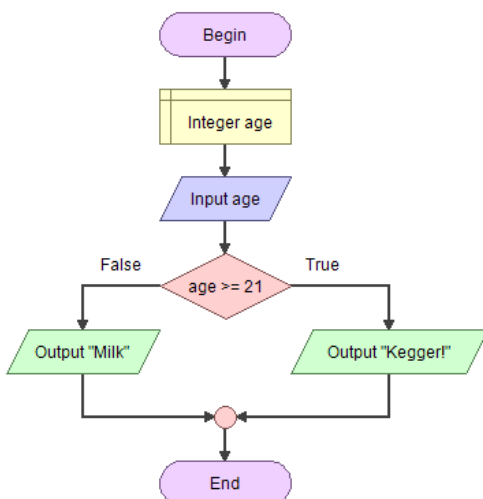 Begin
Integer age
Input age
False
True
age >= 21
Output "Milk"
Output "Kegger!"
End